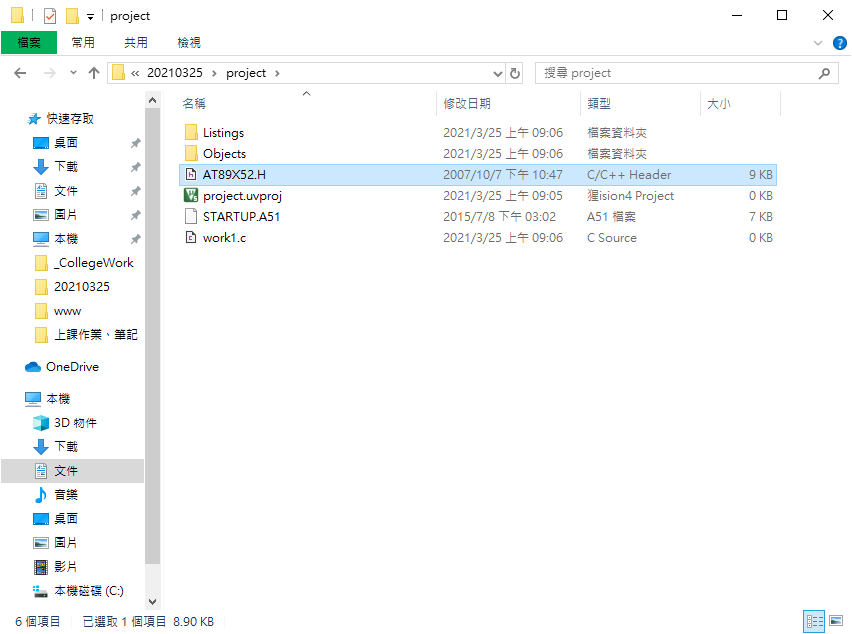 project
檔案 常用 共用 檢視
« 20210325 project 搜尋 project
名稱 修改日期 類型 大小
快速存取
桌面
下載
文件
圖片
本機
_CollegeWork
20210325
www
上課作業、筆記
OneDrive
本機
3D 物件
下載
文件
音樂
桌面
圖片
影片
本機磁碟 (C:)
Listings 2021/3/25 上午 09:06 檔案資料夾
Objects 2021/3/25 上午 09:06 檔案資料夾
AT89X52.H 2007/10/7 下午 10:47 C/C++ Header 9 KB
project.uvproj 2021/3/25 上午 09:05 猩ision4 Project 0 KB
STARTUP.A51 2015/7/8 下午 03:02 A51 檔案 7 KB
work1.c 2021/3/25 上午 09:06 C Source 0 KB
6 個項目 已選取 1 個項目 8.90 KB